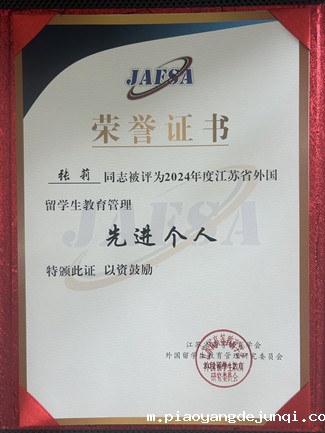 JAFSA
荣誉证书
张莉 同志被评为2024年度江苏省外国
留学生教育管理
先进个人
特颁此证 以资鼓励
外国留学生教育管理研究委员会
m.piaoyangdejunqi.com